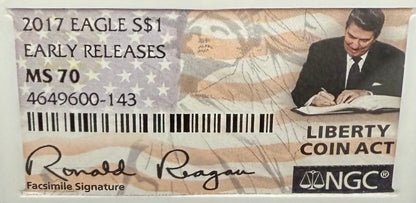 2017 EAGLE S$1
EARLY RELEASES
MS 70
4649600-143
LIBERTY
COIN ACT
Ronald Reagan
Facsimile Signature
NGC®